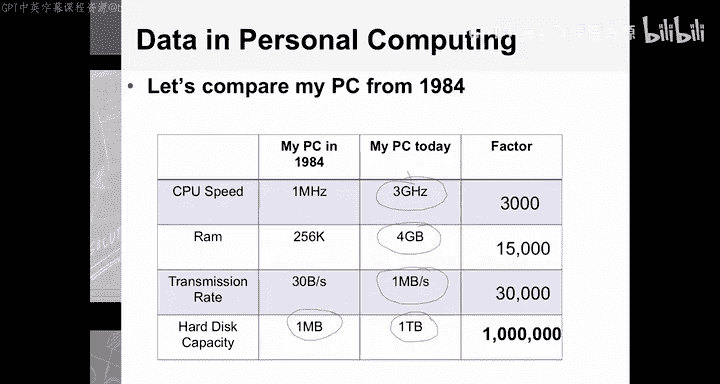 GPT中英字幕课程资源
bilibili
Data in Personal Computing
• Let's compare my PC from 1984
My PC in 1984 My PC today Factor
CPU Speed 1MHz 3GHz 3000
Ram 256K 4GB 15,000
Transmission Rate 30B/s 1MB/s 30,000
Hard Disk Capacity 1MB 1TB 1,000,000